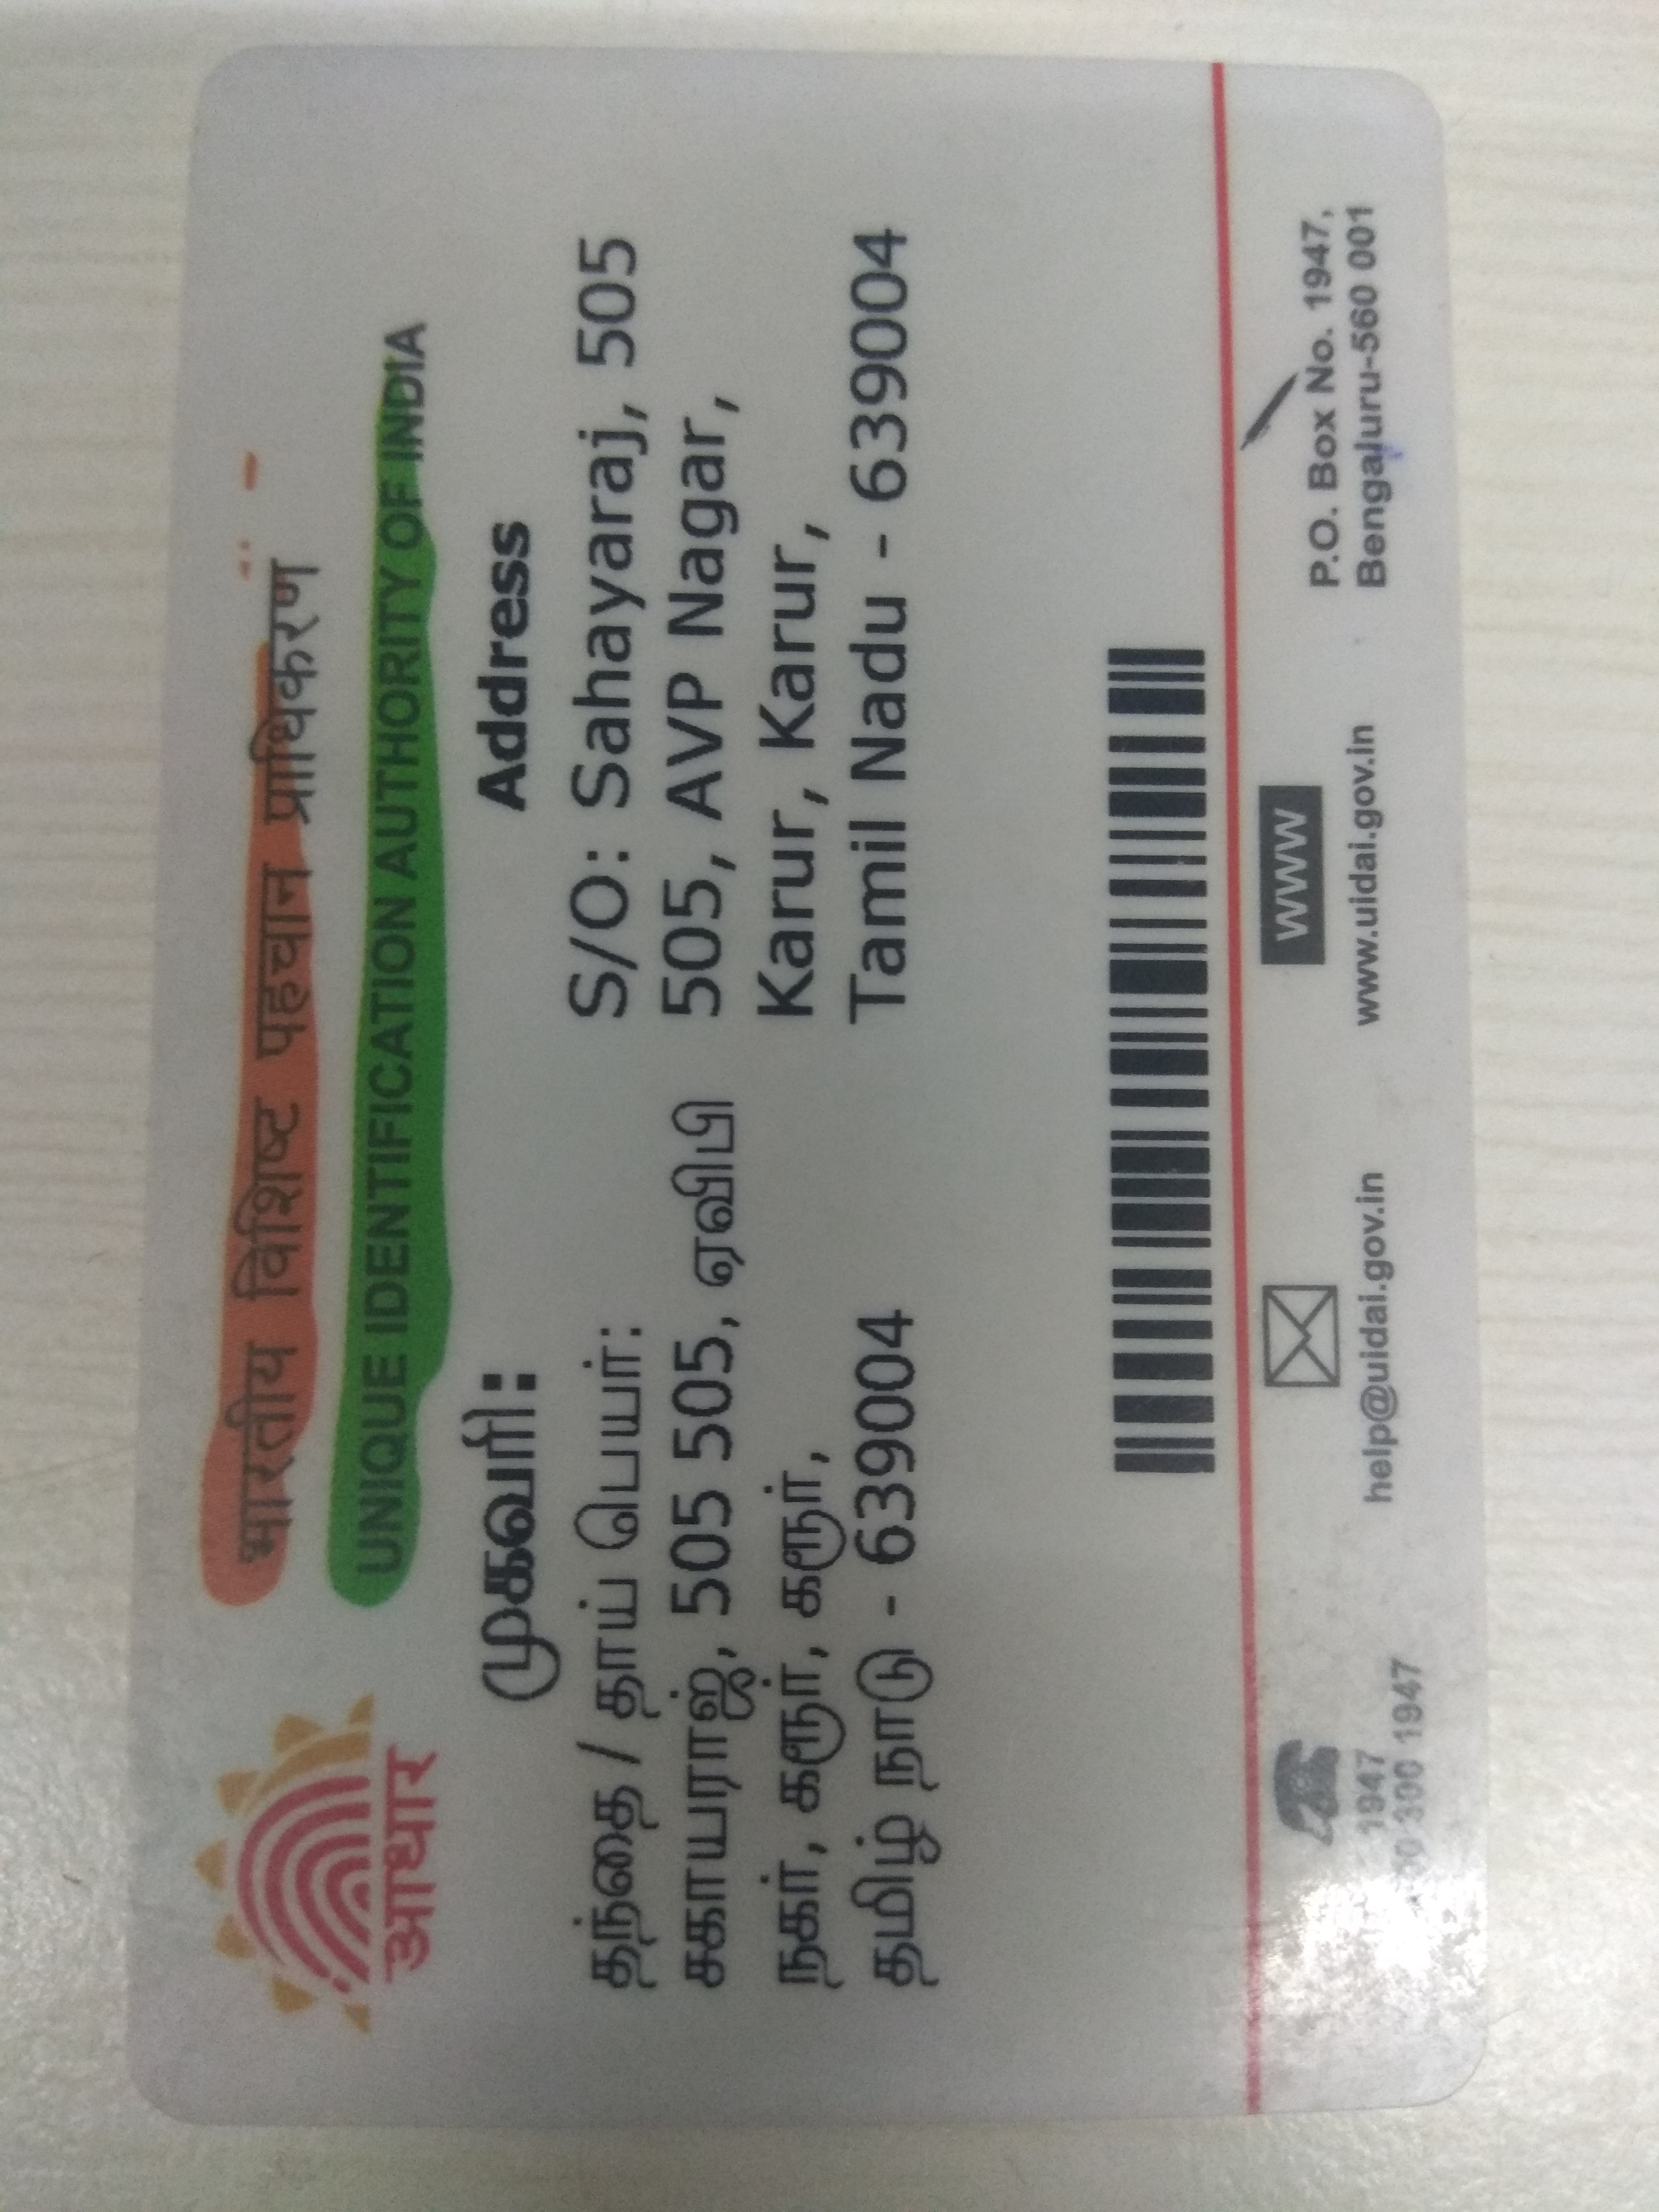 भारतीय विशिष्ट पहचान प्राधिकरण
UNIQUE IDENTIFICATION AUTHORITY OF INDIA
आधार
முகவரி:
தந்தை / தாய் பெயர்:
சகாயராஜ், 505 505, ஏவிபி
நகர், கரூர், கரூர்,
தமிழ் நாடு - 639004
Address
S/O: Sahayaraj, 505
505, AVP Nagar,
Karur, Karur,
Tamil Nadu - 639004
1947
300 1947
help@uidai.gov.in
www
www.uidai.gov.in
P.O. Box No. 1947,
Bengaluru-560 001